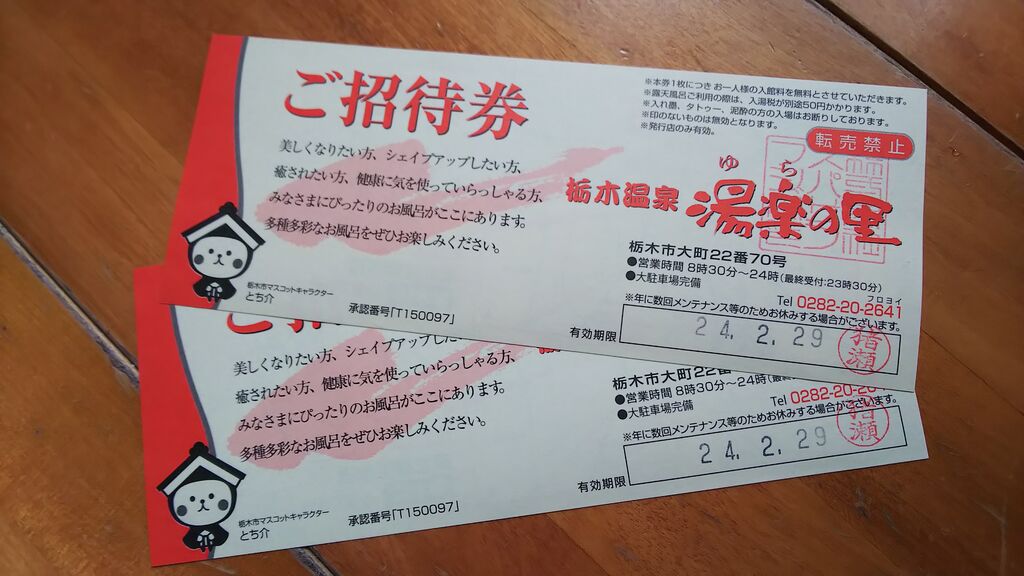 ご招待券
美しくなりたい方、シェイプアップしたい方、
癒されたい方、健康に気を使っていらっしゃる方、
みなさまにぴったりのお風呂がここにあります。
多種多彩なお風呂をぜひお楽しみください。
栃木市マスコットキャラクター
とち介
承認番号「T150097」
※本券1枚につき お一人様の入館料を無料とさせていただきます。
※露天風呂ご利用の際は、入湯税が別途50円かかります。
※入れ墨、タトゥー、泥酔の方の入場はお断りしております。
※印のないものは無効となります。
※発行店のみ有効。
転売禁止
ゆ ら
栃木温泉 湯楽の里
栃木市大町22番70号
●営業時間 8時30分～24時(最終受付:23時30分)
●大駐車場完備
フロヨイ
Tel 0282-20-2641
※年に数回メンテナンス等のためお休みする場合がございます。
有効期限 24. 2. 29
猪瀬
美しくなりたい方、シェイプアップした
癒されたい方、健康に気を使っていらっしゃる方、
みなさまにぴったりのお風呂がここにあります。
多種多彩なお風呂をぜひお楽しみください。
栃木市マスコットキャラクター
とち介
承認番号「T150097」
栃木市大町22番
●営業時間 8時30分～24時(最
●大駐車場完備
Tel 0282-20-26
※年に数回メンテナンス等のためお休みする場合がございます。
有効期限 24. 2. 29
瀬